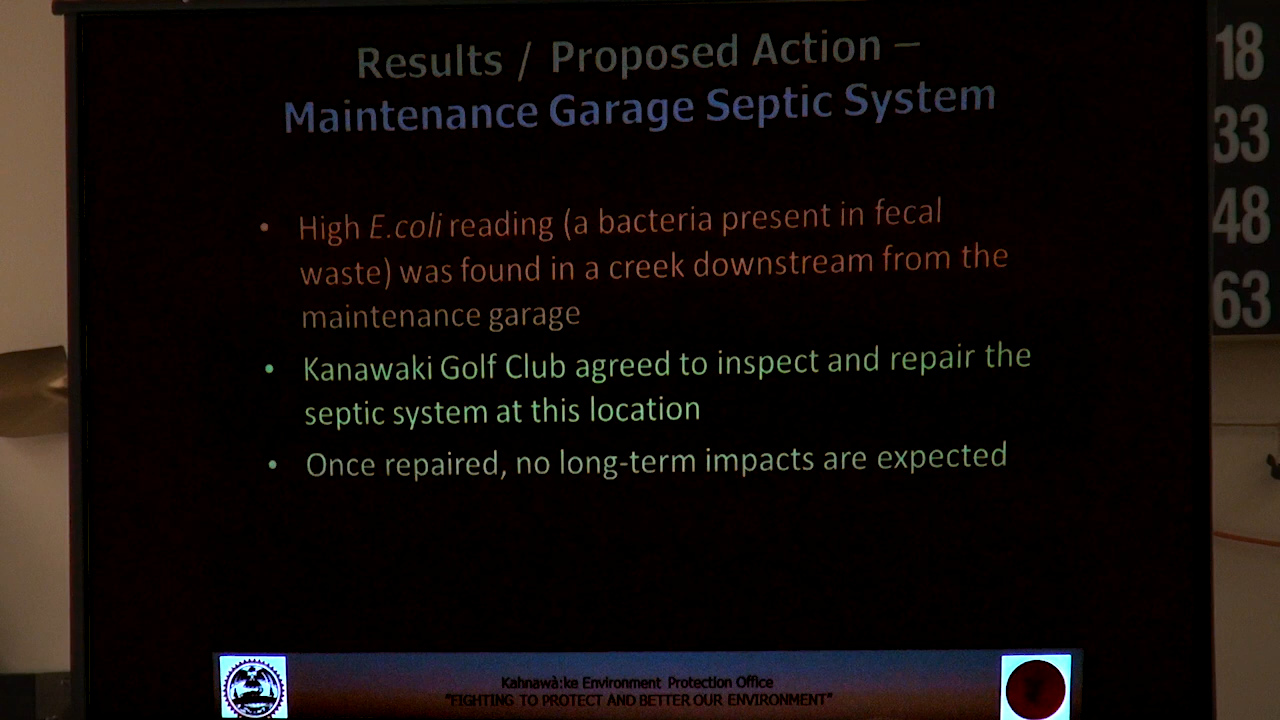 Results / Proposed Action –
Maintenance Garage Septic System
• High E.coli reading (a bacteria present in fecal
waste) was found in a creek downstream from the
maintenance garage
• Kanawaki Golf Club agreed to inspect and repair the
septic system at this location
• Once repaired, no long-term impacts are expected
Kahnawà:ke Environment Protection Office
"FIGHTING TO PROTECT AND BETTER OUR ENVIRONMENT"
18
33
48
63